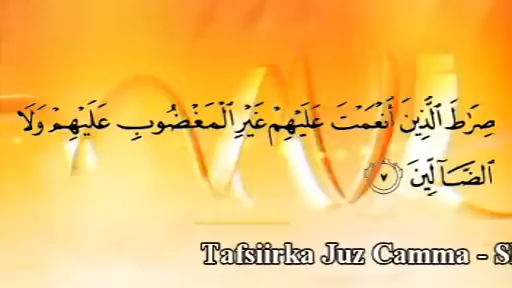 صِرَٰطَ ٱلَّذِينَ أَنْعَمْتَ عَلَيْهِمْ غَيْرِ ٱلْمَغْضُوبِ عَلَيْهِمْ وَلَا
ٱلضَّآلِّينَ ٧
Tafsiirka Juz Camma -